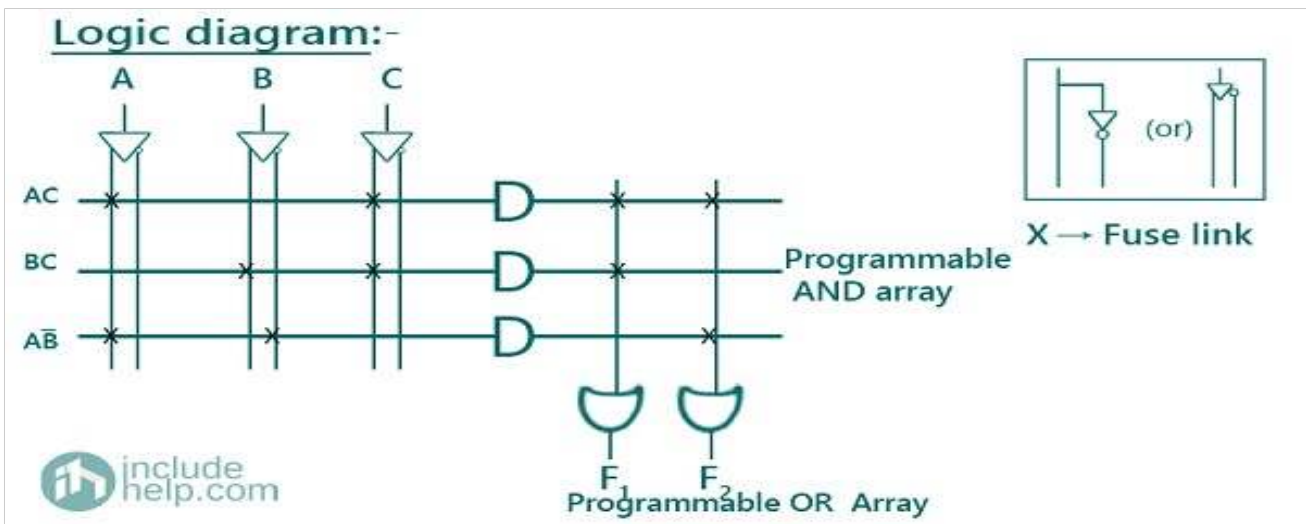 Logic diagram:-
A B C
AC
BC
AB̅
(or)
X → Fuse link
Programmable
AND array
F₁ F₂
Programmable OR Array
include
help.com